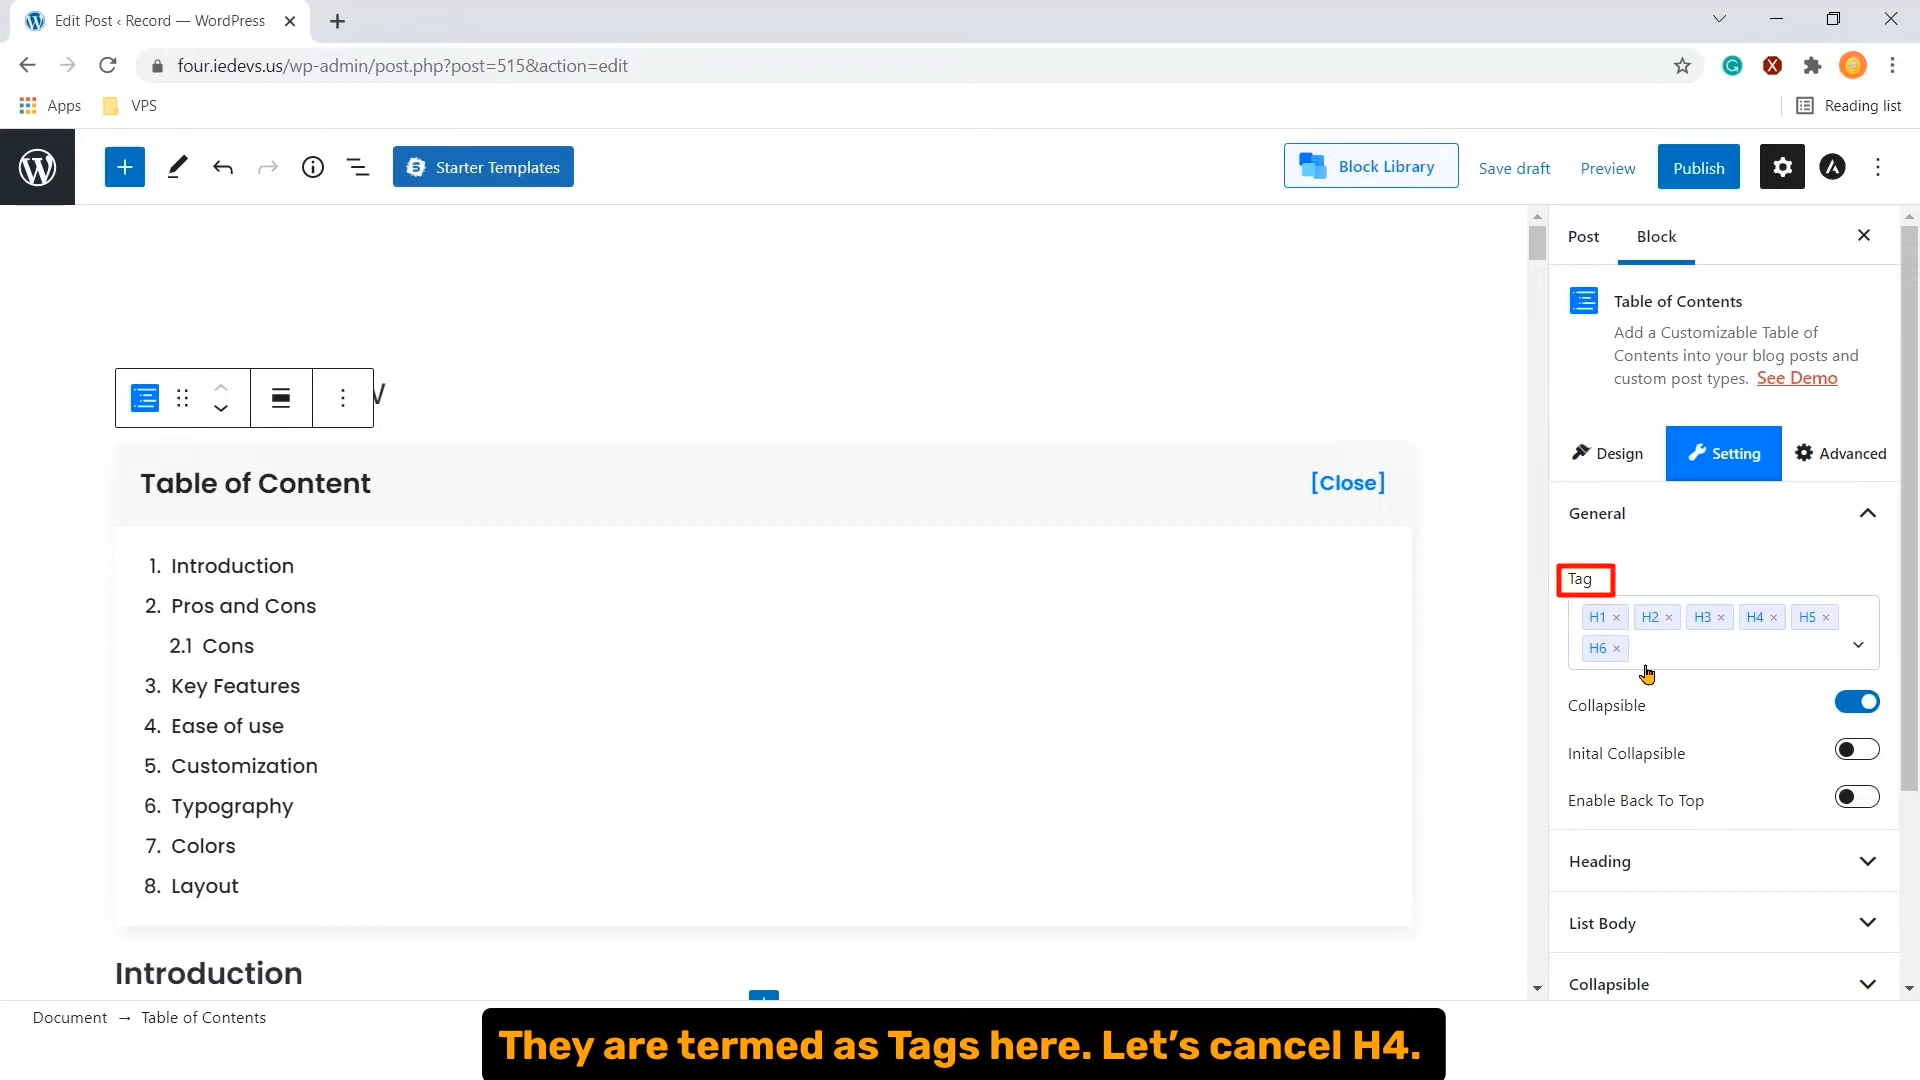 Edit Post ‹ Record — WordPress
four.iedevs.us/wp-admin/post.php?post=515&action=edit
Apps
VPS
Reading list
Starter Templates
Block Library
Save draft
Preview
Publish
Post
Block
Table of Contents
Add a Customizable Table of
Contents into your blog posts and
custom post types. See Demo
Design
Setting
Advanced
General
Tag
H1 × H2 × H3 × H4 × H5 ×
H6 ×
Collapsible
Inital Collapsible
Enable Back To Top
Heading
List Body
Collapsible
Table of Content
[Close]
1. Introduction
2. Pros and Cons
2.1 Cons
3. Key Features
4. Ease of use
5. Customization
6. Typography
7. Colors
8. Layout
Introduction
Document → Table of Contents
They are termed as Tags here. Let’s cancel H4.